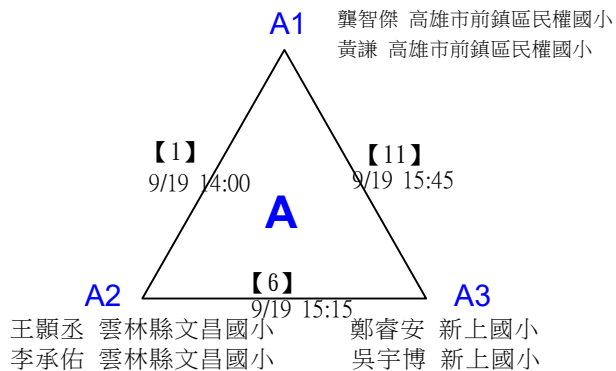 A1
龔智傑 高雄市前鎮區民權國小
黃謙 高雄市前鎮區民權國小
【1】
9/19 14:00
【11】
9/19 15:45
A
【6】
9/19 15:15
A2
A3
王顥丞 雲林縣文昌國小
鄭睿安 新上國小
李承佑 雲林縣文昌國小
吳宇博 新上國小